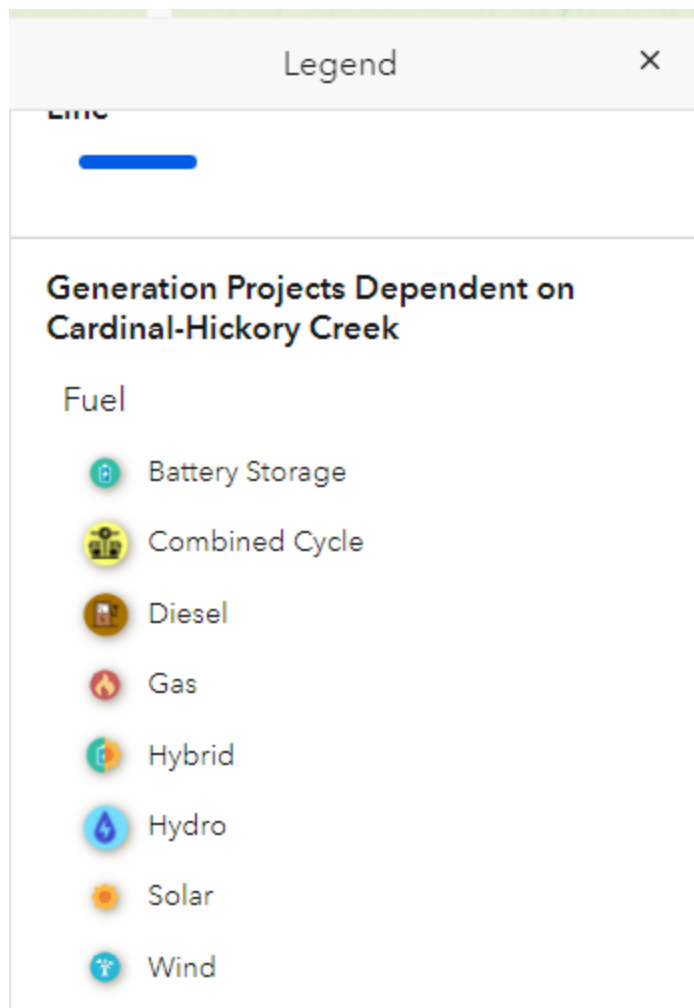 Legend
Line
Generation Projects Dependent on
Cardinal-Hickory Creek
Fuel
Battery Storage
Combined Cycle
Diesel
Gas
Hybrid
Hydro
Solar
Wind